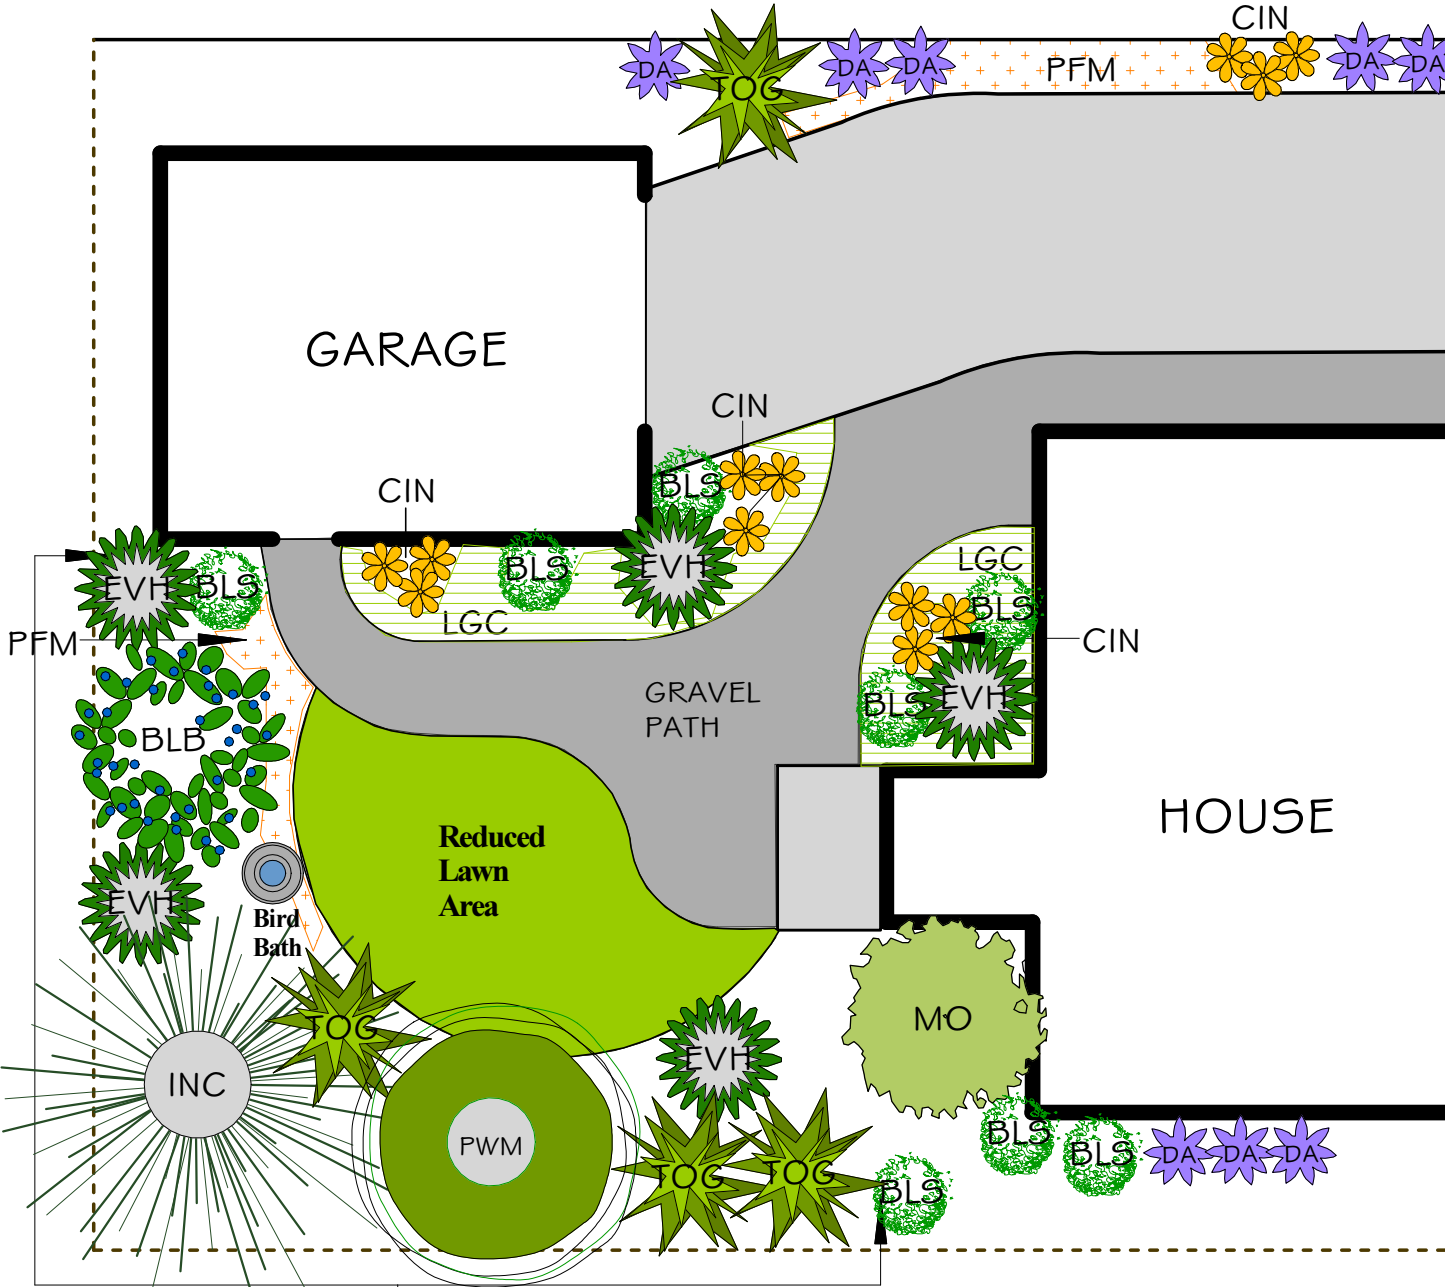 CIN
DA
TOG
DA
DA
PFM
DA
DA
GARAGE
CIN
CIN
BLS
LGC
BLS
EVH
EVH
BLS
LGC
BLS
PFM
CIN
GRAVEL
PATH
BLS
EVH
BLB
HOUSE
Reduced
Lawn
Area
EVH
Bird
Bath
TOG
MO
EVH
INC
PWM
BLS
BLS
DA
DA
DA
TOG
TOG
BLS